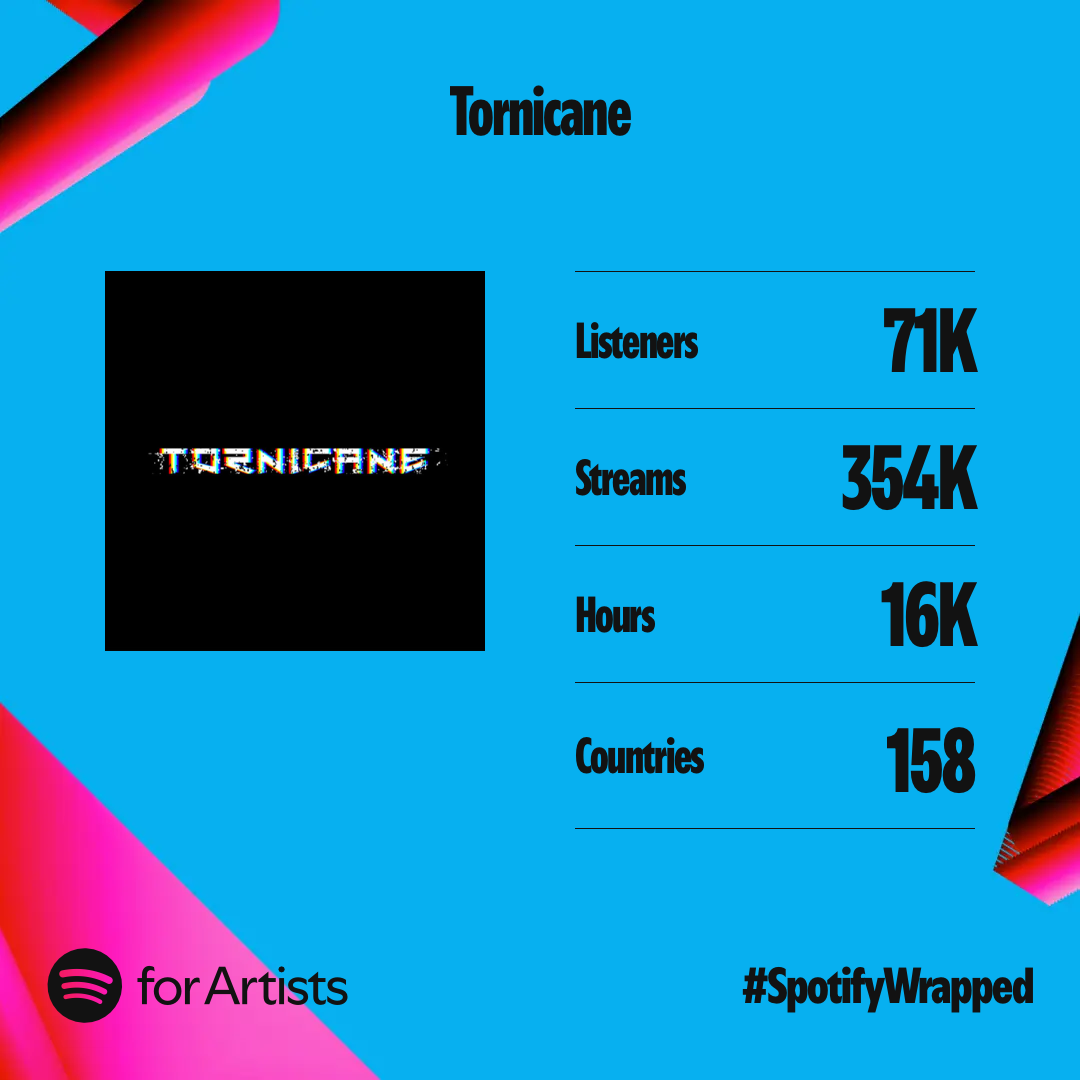 Tornicane
TORNICANE
Listeners 71K
Streams 354K
Hours 16K
Countries 158
for Artists
#SpotifyWrapped